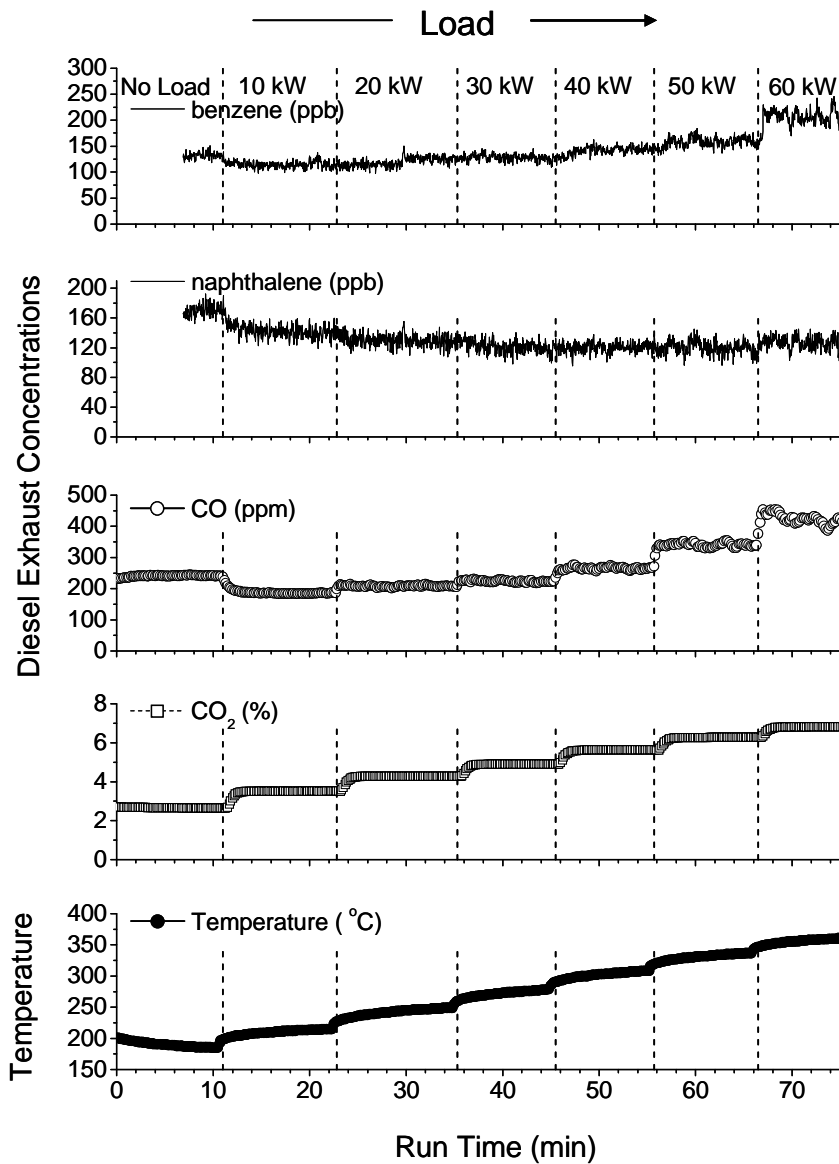 Load
No Load 10 kW 20 kW 30 kW 40 kW 50 kW 60 kW
300
250
200
150
100
50
0
benzene (ppb)
200
160
120
80
40
0
naphthalene (ppb)
500
400
300
200
100
0
CO (ppm)
8
6
4
2
0
CO₂ (%)
400
350
300
250
200
150
Temperature ( °C)
0 10 20 30 40 50 60 70
Run Time (min)
Diesel Exhaust Concentrations
Temperature